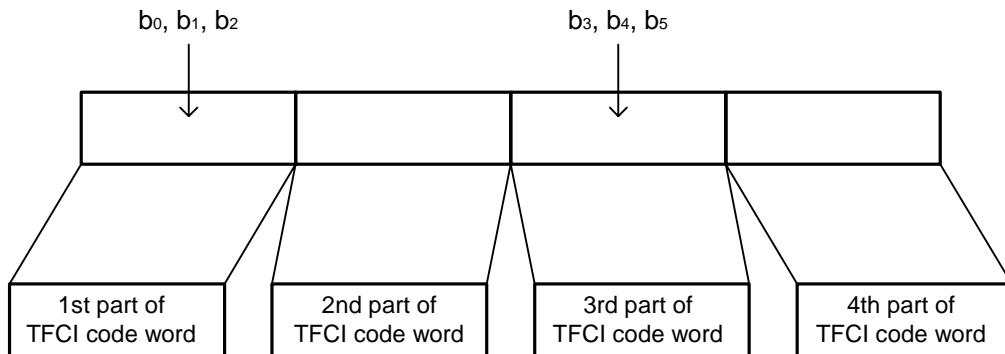 b0, b1, b2
b3, b4, b5
1st part of
TFCI code word
2nd part of
TFCI code word
3rd part of
TFCI code word
4th part of
TFCI code word